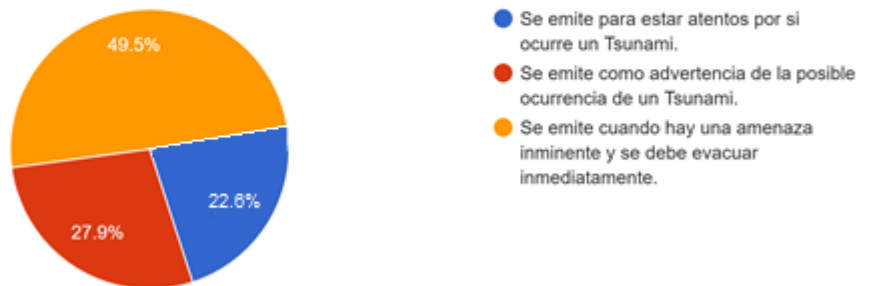 49.5%
22.6%
27.9%
Se emite para estar atentos por si
ocurre un Tsunami.
Se emite como advertencia de la posible
ocurrencia de un Tsunami.
Se emite cuando hay una amenaza
inminente y se debe evacuar
inmediatamente.